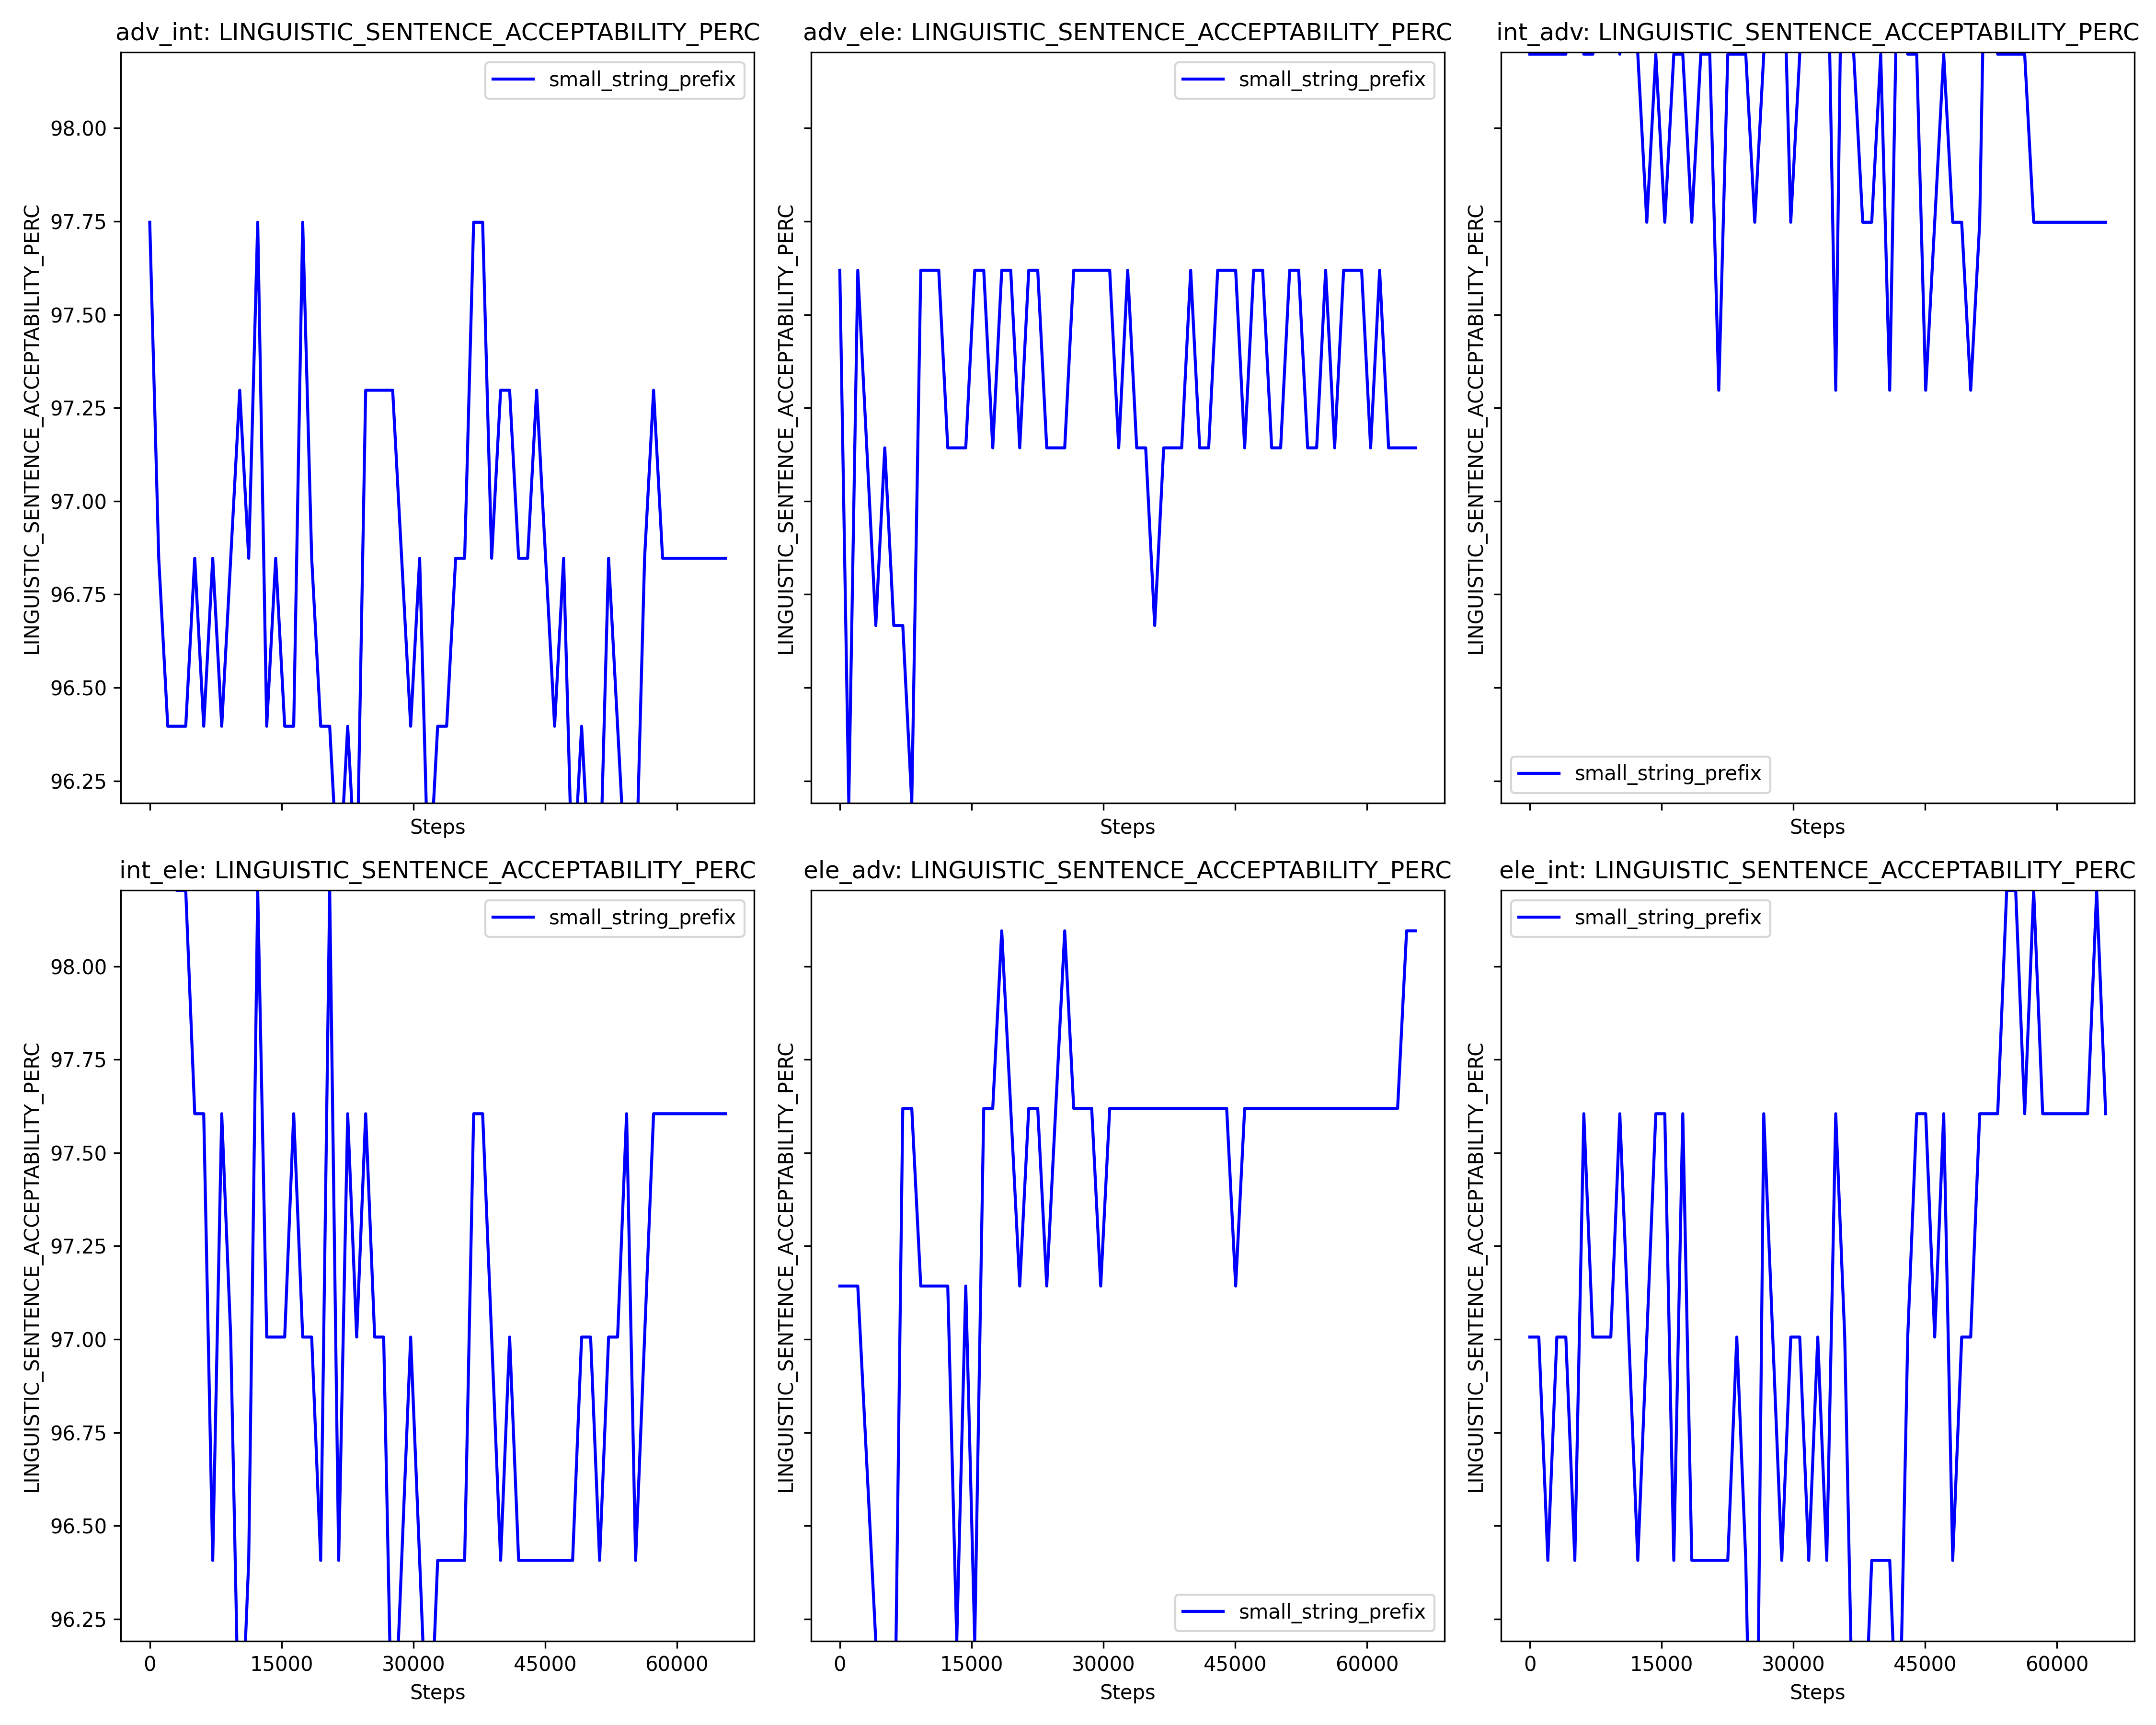 adv_int: LINGUISTIC_SENTENCE_ACCEPTABILITY_PERC
adv_ele: LINGUISTIC_SENTENCE_ACCEPTABILITY_PERC
int_adv: LINGUISTIC_SENTENCE_ACCEPTABILITY_PERC
LINGUISTIC_SENTENCE_ACCEPTABILITY_PERC
98.00
97.75
97.50
97.25
97.00
96.75
96.50
96.25
small_string_prefix
Steps
LINGUISTIC_SENTENCE_ACCEPTABILITY_PERC
small_string_prefix
Steps
LINGUISTIC_SENTENCE_ACCEPTABILITY_PERC
small_string_prefix
Steps
int_ele: LINGUISTIC_SENTENCE_ACCEPTABILITY_PERC
ele_adv: LINGUISTIC_SENTENCE_ACCEPTABILITY_PERC
ele_int: LINGUISTIC_SENTENCE_ACCEPTABILITY_PERC
LINGUISTIC_SENTENCE_ACCEPTABILITY_PERC
98.00
97.75
97.50
97.25
97.00
96.75
96.50
96.25
small_string_prefix
0 15000 30000 45000 60000
Steps
LINGUISTIC_SENTENCE_ACCEPTABILITY_PERC
small_string_prefix
0 15000 30000 45000 60000
Steps
LINGUISTIC_SENTENCE_ACCEPTABILITY_PERC
small_string_prefix
0 15000 30000 45000 60000
Steps